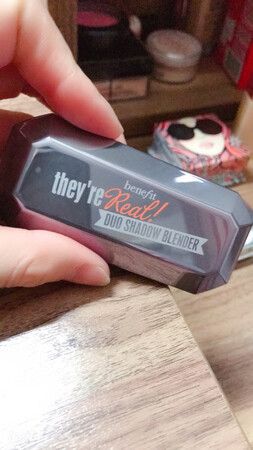 benefit
they're Real!
DUO SHADOW BLENDER